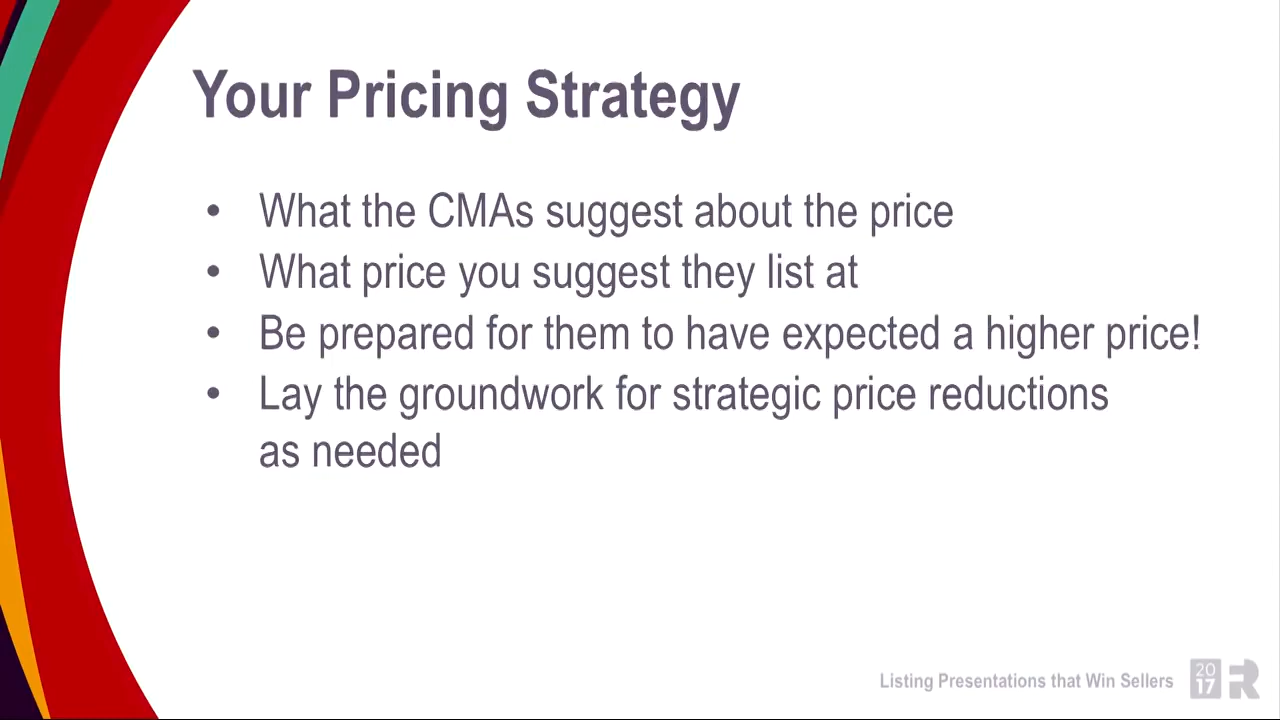 Your Pricing Strategy
• What the CMAs suggest about the price
• What price you suggest they list at
• Be prepared for them to have expected a higher price!
• Lay the groundwork for strategic price reductions
as needed
Listing Presentations that Win Sellers
20
17
R